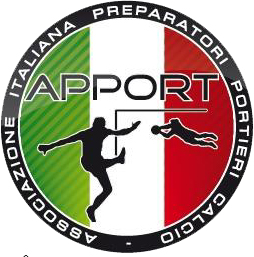 ASSOCIAZIONE ITALIANA PREPARATORI PORTIERI CALCIO -
APPORT